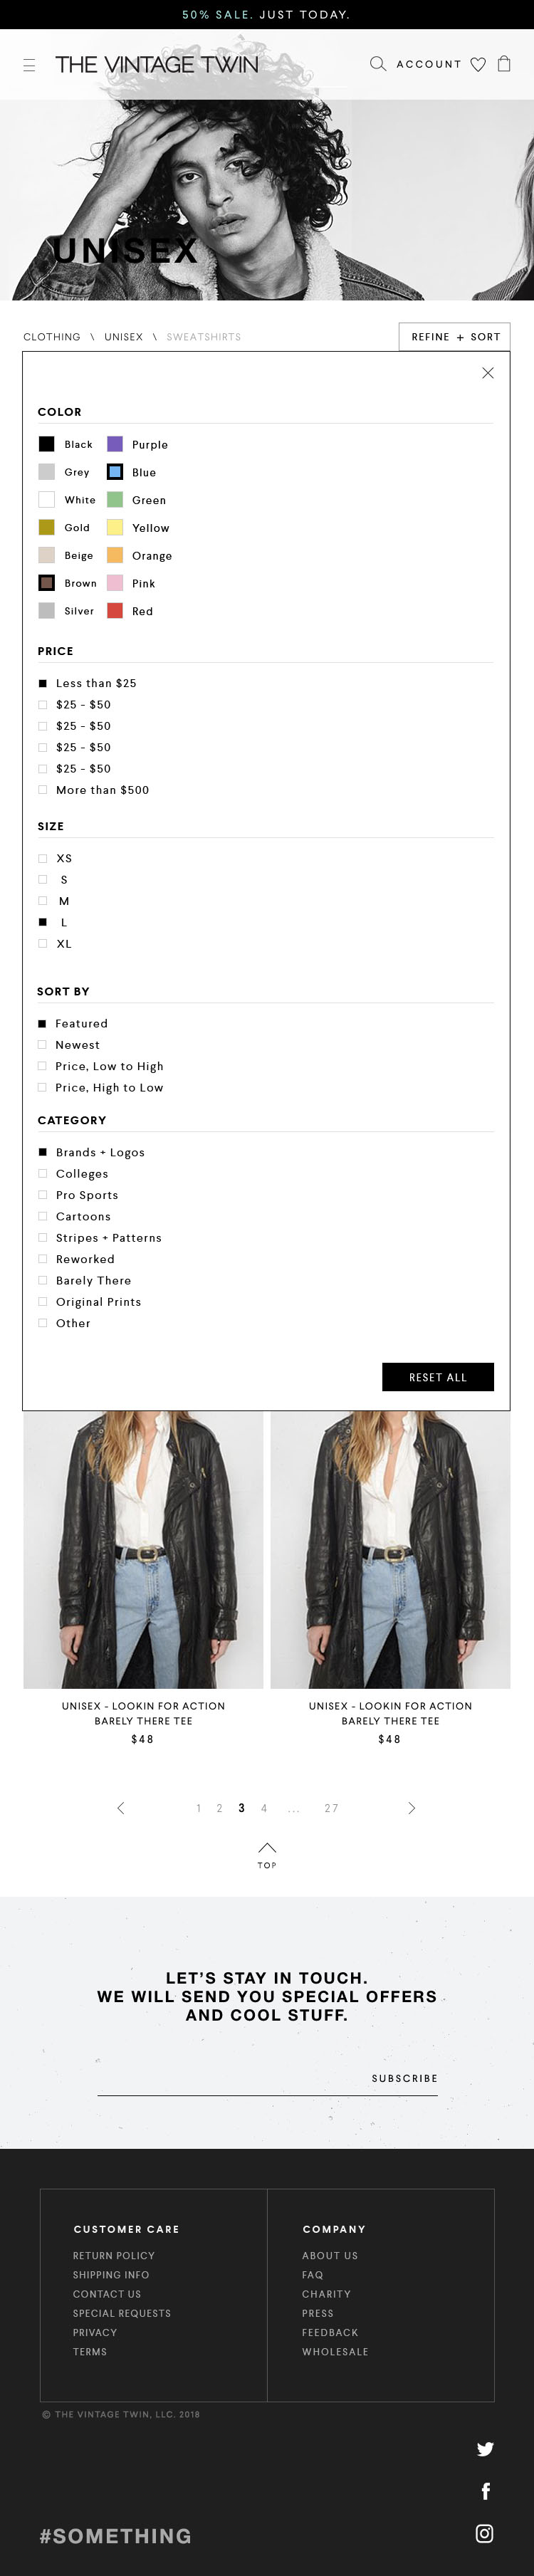 50% SALE. JUST TODAY.
THE VINTAGE TWIN
ACCOUNT
UNISEX
CLOTHING \ UNISEX \ SWEATSHIRTS
REFINE + SORT
COLOR
Black
Purple
Grey
Blue
White
Green
Gold
Yellow
Beige
Orange
Brown
Pink
Silver
Red
PRICE
Less than $25
$25 - $50
$25 - $50
$25 - $50
$25 - $50
More than $500
SIZE
XS
S
M
L
XL
SORT BY
Featured
Newest
Price, Low to High
Price, High to Low
CATEGORY
Brands + Logos
Colleges
Pro Sports
Cartoons
Stripes + Patterns
Reworked
Barely There
Original Prints
Other
RESET ALL
UNISEX - LOOKIN FOR ACTION
BARELY THERE TEE
$48
UNISEX - LOOKIN FOR ACTION
BARELY THERE TEE
$48
1 2 3 4 ... 27
TOP
LET'S STAY IN TOUCH.
WE WILL SEND YOU SPECIAL OFFERS
AND COOL STUFF.
SUBSCRIBE
CUSTOMER CARE
RETURN POLICY
SHIPPING INFO
CONTACT US
SPECIAL REQUESTS
PRIVACY
TERMS
COMPANY
ABOUT US
FAQ
CHARITY
PRESS
FEEDBACK
WHOLESALE
© THE VINTAGE TWIN, LLC. 2018
#SOMETHING